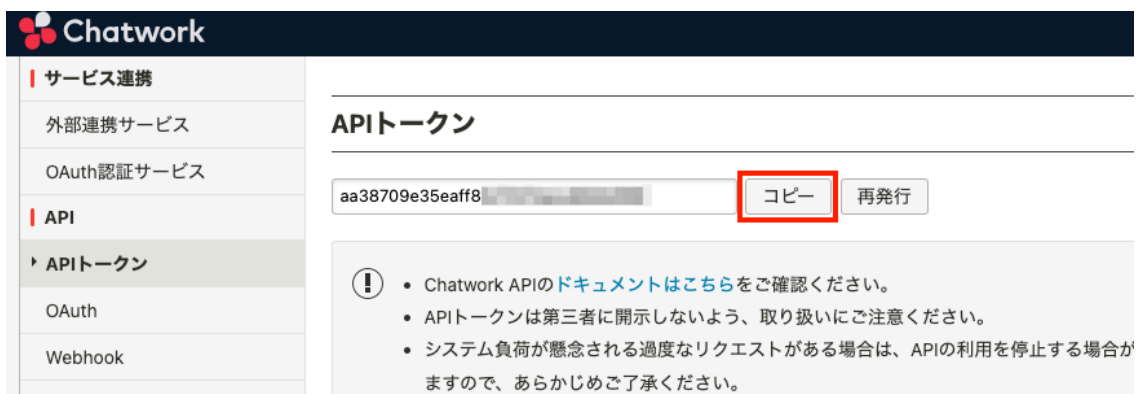 Chatwork
サービス連携
外部連携サービス
OAuth認証サービス
API
APIトークン
OAuth
Webhook
APIトークン
aa38709e35eaff8
コピー
再発行
Chatwork APIのドキュメントはこちらをご確認ください。
APIトークンは第三者に開示しないよう、取り扱いにご注意ください。
システム負荷が懸念される過度なリクエストがある場合は、APIの利用を停止する場合が
ますので、あらかじめご了承ください。